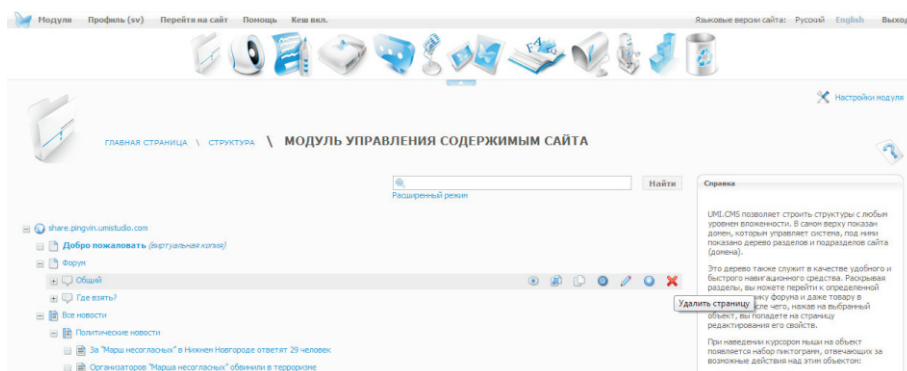 Модули Профиль (sv) Перейти на сайт Помощь Кеш вкл. Языковые версии сайта: Русский English Выход
Настройки модуля
ГЛАВНАЯ СТРАНИЦА \ СТРУКТУРА \ МОДУЛЬ УПРАВЛЕНИЯ СОДЕРЖИМЫМ САЙТА
Найти
Расширенный режим
Справка
share.pingvin.umistudio.com
Добро пожаловать (виртуальная копия)
Форум
Общий
Где взять?
Все новости
Политические новости
За "Марш несогласных" в Нижнем Новгороде ответят 29 человек
Организаторов "Марша несогласных" обвинили в терроризме
Удалить страницу
UMI.CMS позволяет строить структуры с любым
уровнем вложенности. В самом верху показан
домен, которым управляет система, под ними
показано дерево разделов и подразделов сайта
(домена).
Это дерево также служит в качестве удобного и
быстрого навигационного средства. Раскрывая
разделы, вы можете перейти к определенной
ику форума и даже товару в
сле чего, нажав на выбранный
объект, вы попадете на страницу
редактирования его свойств.
При наведении курсором мыши на объект
появляется набор пиктограмм, отвечающих за
возможные действия над этим объектом: